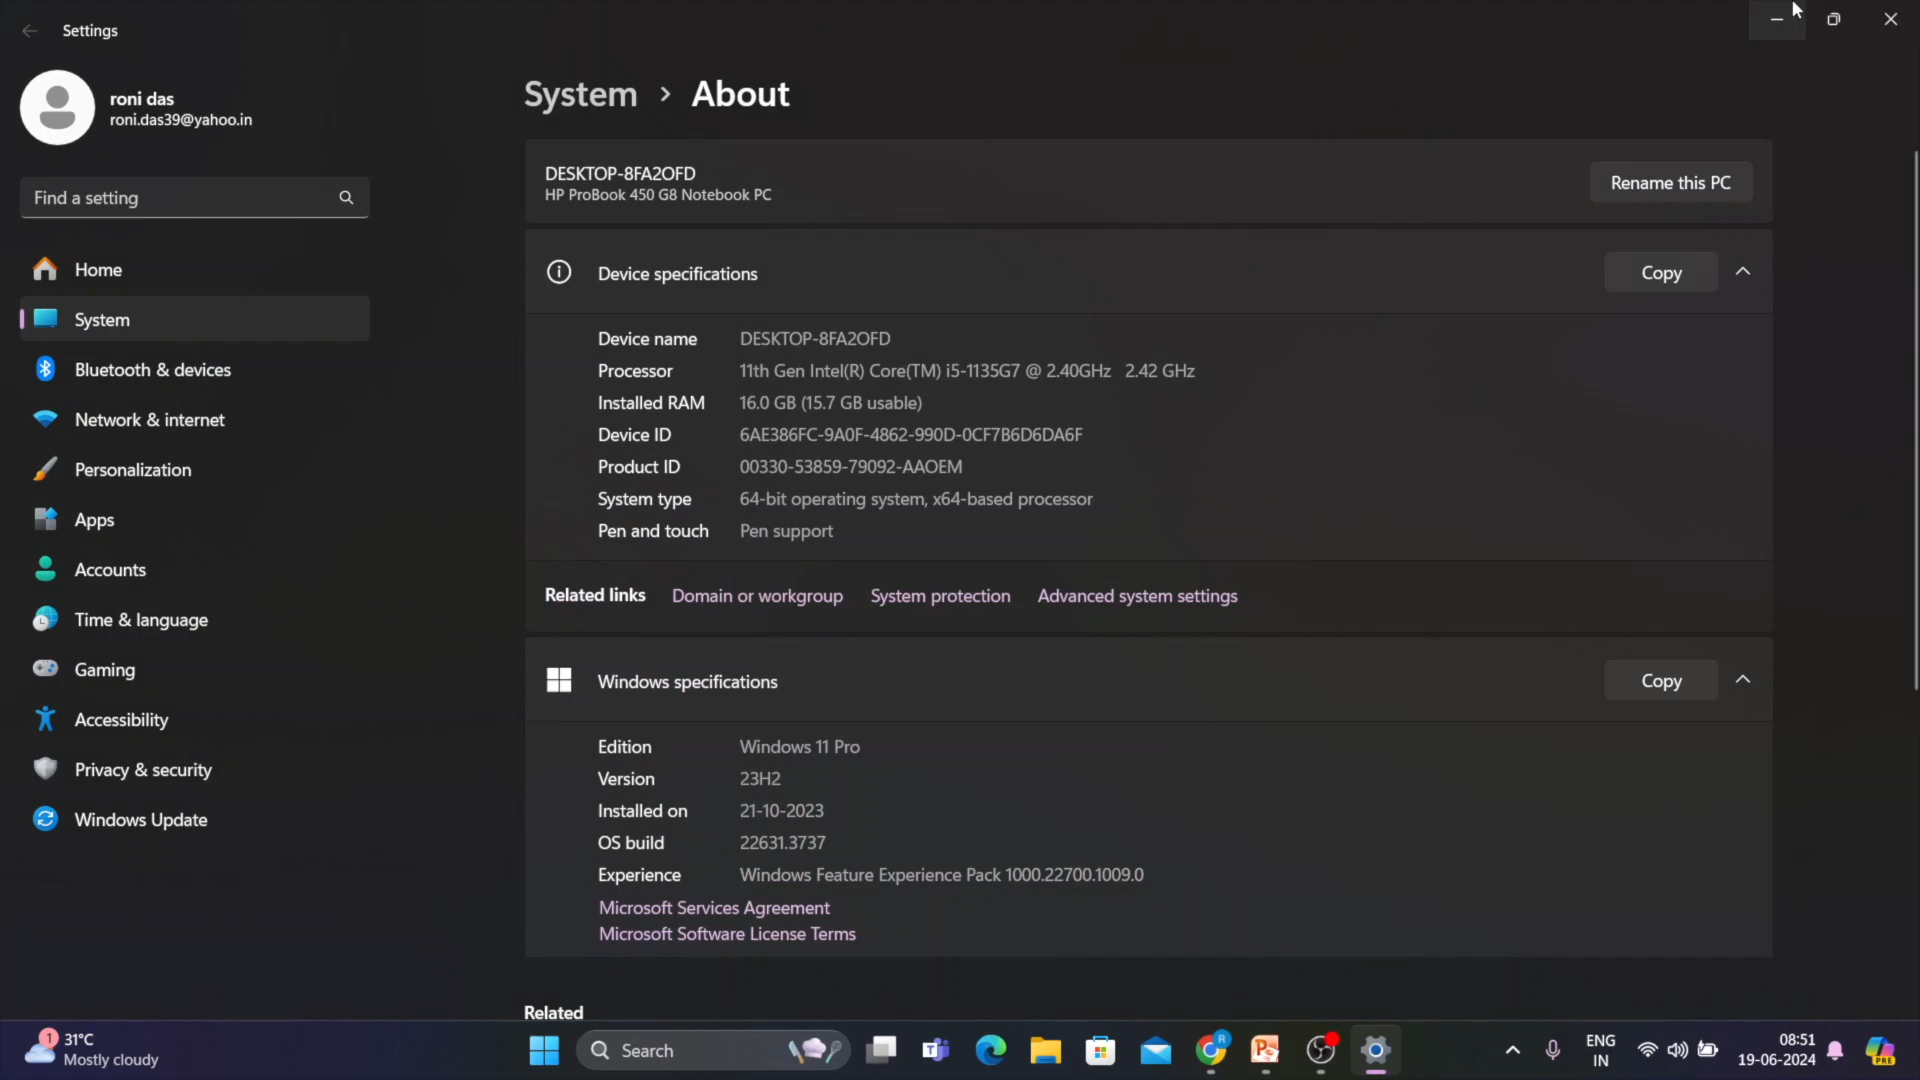 Settings
roni das
roni.das39@yahoo.in
Find a setting
Home
System
Bluetooth & devices
Network & internet
Personalization
Apps
Accounts
Time & language
Gaming
Accessibility
Privacy & security
Windows Update
System > About
DESKTOP-8FA2OFD
HP ProBook 450 G8 Notebook PC
Rename this PC
Device specifications
Copy
Device name DESKTOP-8FA2OFD
Processor 11th Gen Intel(R) Core(TM) i5-1135G7 @ 2.40GHz 2.42 GHz
Installed RAM 16.0 GB (15.7 GB usable)
Device ID 6AE386FC-9A0F-4862-990D-0CF7B6D6DA6F
Product ID 00330-53859-79092-AAOEM
System type 64-bit operating system, x64-based processor
Pen and touch Pen support
Related links Domain or workgroup System protection Advanced system settings
Windows specifications
Copy
Edition Windows 11 Pro
Version 23H2
Installed on 21-10-2023
OS build 22631.3737
Experience Windows Feature Experience Pack 1000.22700.1009.0
Microsoft Services Agreement
Microsoft Software License Terms
Related
1
31°C
Mostly cloudy
Search
R
ENG
IN
08:51
19-06-2024
PRE